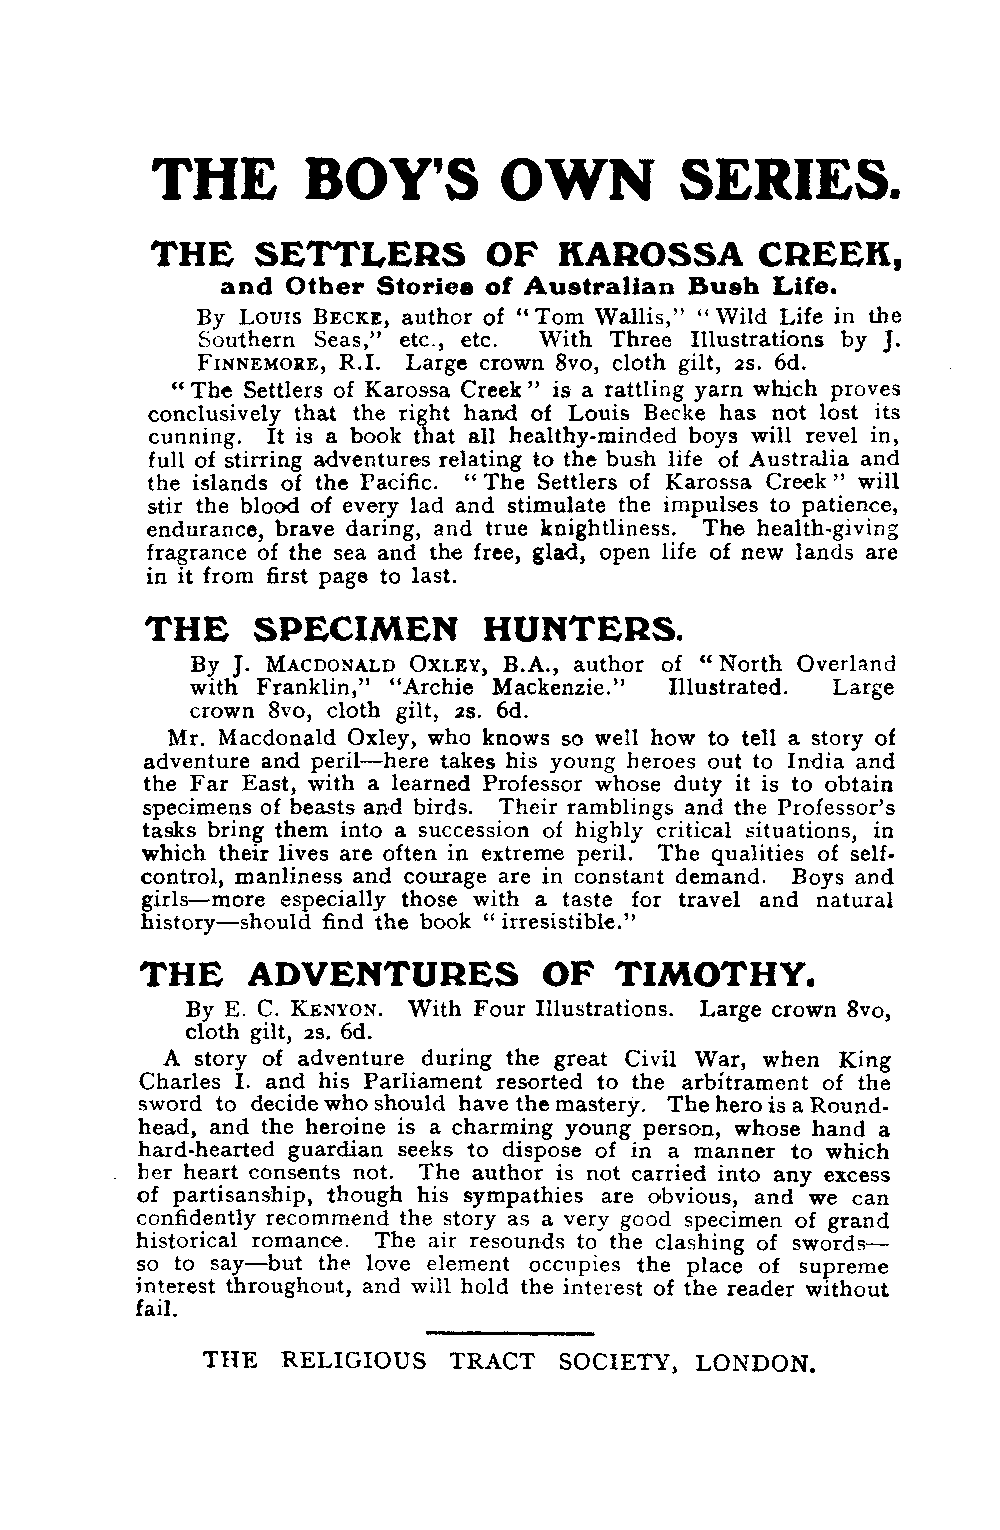 THE BOY'S OWN SERIES.
THE SETTLERS OF KAROSSA CREEK,
and Other Stories of Australian Bush Life.
By LOUIS BECKE, author of "Tom Wallis," "Wild Life in the
Southern Seas," etc., etc. With Three Illustrations by J.
FINNEMORE, R.I. Large crown 8vo, cloth gilt, 2s. 6d.
"The Settlers of Karossa Creek" is a rattling yarn which proves
conclusively that the right hand of Louis Becke has not lost its
cunning. It is a book that all healthy-minded boys will revel in,
full of stirring adventures relating to the bush life of Australia and
the islands of the Pacific. "The Settlers of Karossa Creek" will
stir the blood of every lad and stimulate the impulses to patience,
endurance, brave daring, and true knightliness. The health-giving
fragrance of the sea and the free, glad, open life of new lands are
in it from first page to last.
THE SPECIMEN HUNTERS.
By J. MACDONALD OXLEY, B.A., author of "North Overland
with Franklin," "Archie Mackenzie." Illustrated. Large
crown 8vo, cloth gilt, 2s. 6d.
Mr. Macdonald Oxley, who knows so well how to tell a story of
adventure and peril—here takes his young heroes out to India and
the Far East, with a learned Professor whose duty it is to obtain
specimens of beasts and birds. Their ramblings and the Professor's
tasks bring them into a succession of highly critical situations, in
which their lives are often in extreme peril. The qualities of self-
control, manliness and courage are in constant demand. Boys and
girls—more especially those with a taste for travel and natural
history—should find the book "irresistible."
THE ADVENTURES OF TIMOTHY.
By E. C. KENYON. With Four Illustrations. Large crown 8vo,
cloth gilt, 2s. 6d.
A story of adventure during the great Civil War, when King
Charles I. and his Parliament resorted to the arbitrament of the
sword to decide who should have the mastery. The hero is a Round-
head, and the heroine is a charming young person, whose hand a
hard-hearted guardian seeks to dispose of in a manner to which
her heart consents not. The author is not carried into any excess
of partisanship, though his sympathies are obvious, and we can
confidently recommend the story as a very good specimen of grand
historical romance. The air resounds to the clashing of swords—
so to say—but the love element occupies the place of supreme
interest throughout, and will hold the interest of the reader without
fail.
THE RELIGIOUS TRACT SOCIETY, LONDON.